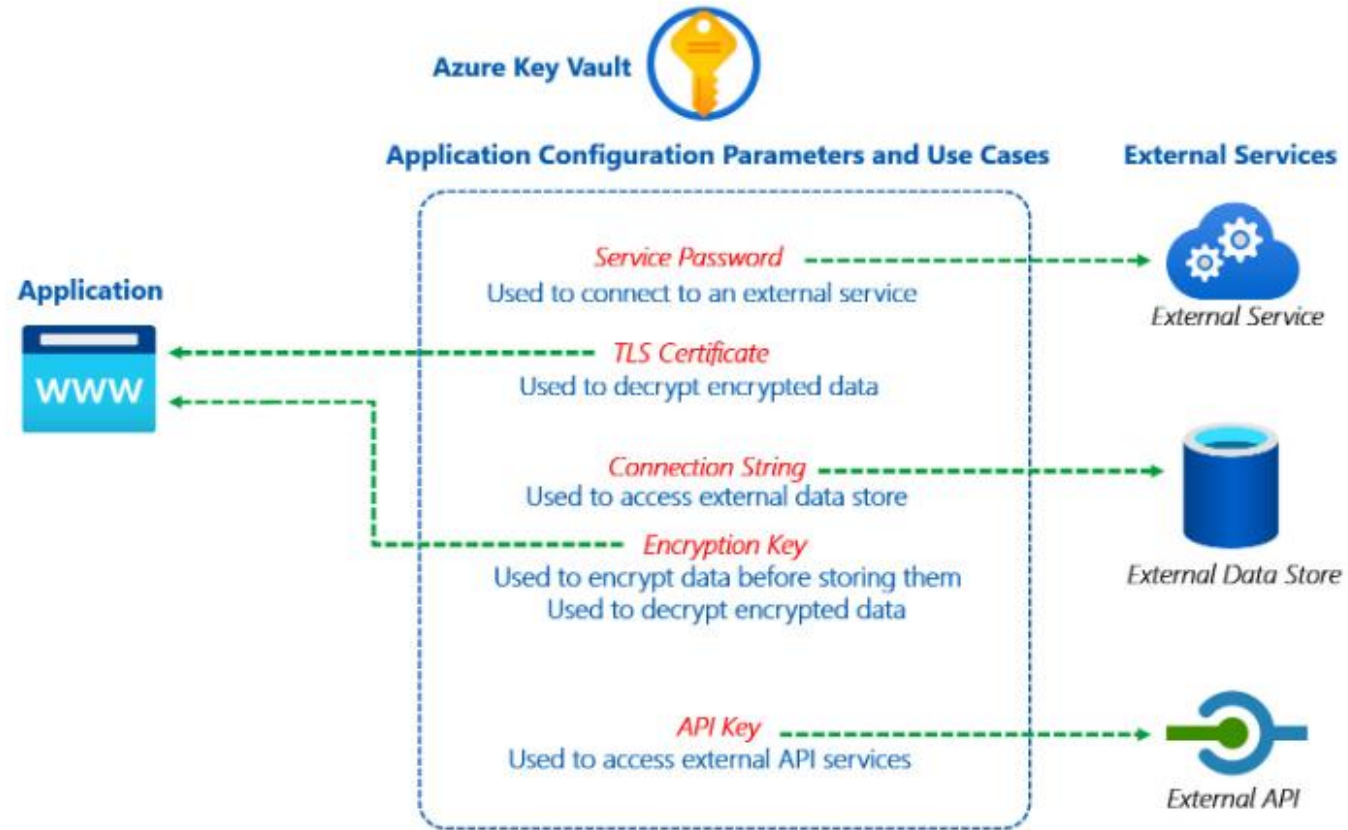 Azure Key Vault
Application Configuration Parameters and Use Cases
External Services
Service Password
Used to connect to an external service
External Service
Application
WWW
TLS Certificate
Used to decrypt encrypted data
Connection String
Used to access external data store
External Data Store
Encryption Key
Used to encrypt data before storing them
Used to decrypt encrypted data
API Key
Used to access external API services
External API